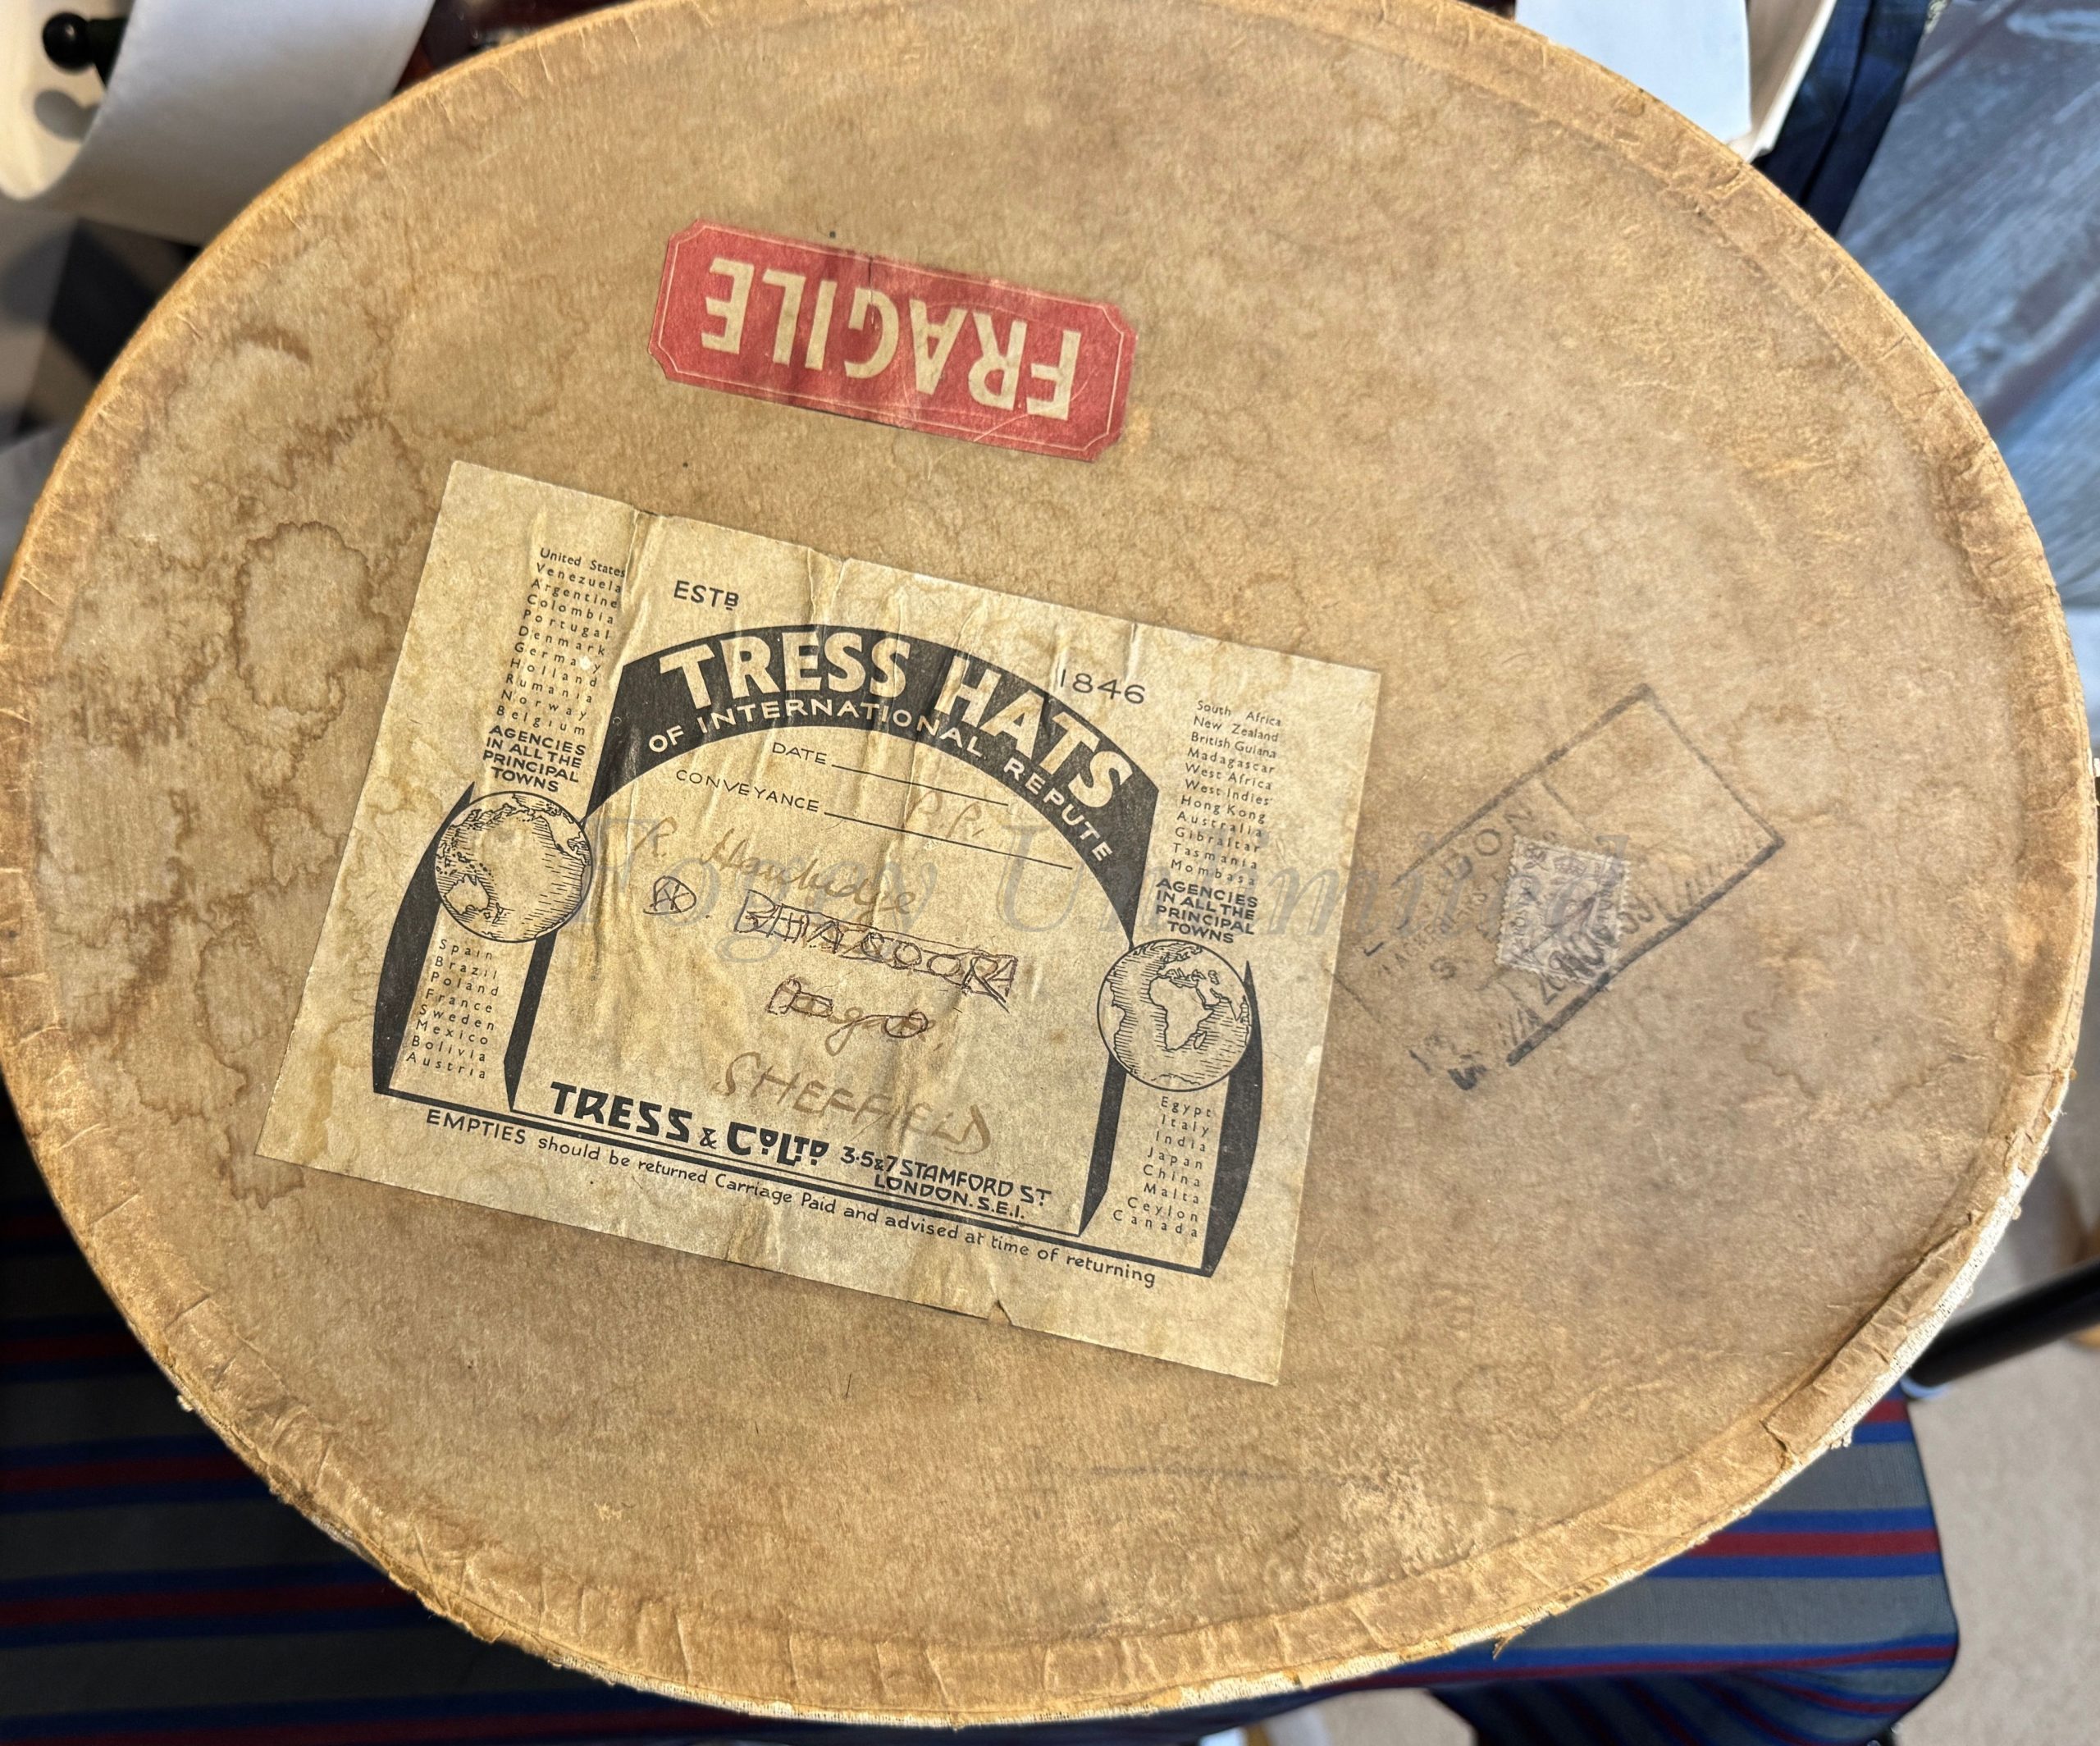 FRAGILE
ESTB 1846
TRESS HATS
OF INTERNATIONAL REPUTE
United States
Venezuela
Argentine
Colombia
Portugal
Denmark
Germany
Holland
Rumania
Norway
Belgium
AGENCIES
IN ALL THE
PRINCIPAL
TOWNS
Spain
Brazil
Poland
France
Sweden
Mexico
Bolivia
Austria
DATE
CONVEYANCE P.R.
R.
SHEFFIELD
South Africa
New Zealand
British Guiana
Madagascar
West Africa
West Indies
Hong Kong
Australia
Gibraltar
Tasmania
Mombasa
AGENCIES
IN ALL THE
PRINCIPAL
TOWNS
Egypt
Italy
India
Japan
China
Malta
Ceylon
Canada
TRESS & CO LTD 3·5&7 STAMFORD ST
LONDON. S.E.1.
EMPTIES should be returned Carriage Paid and advised at time of returning